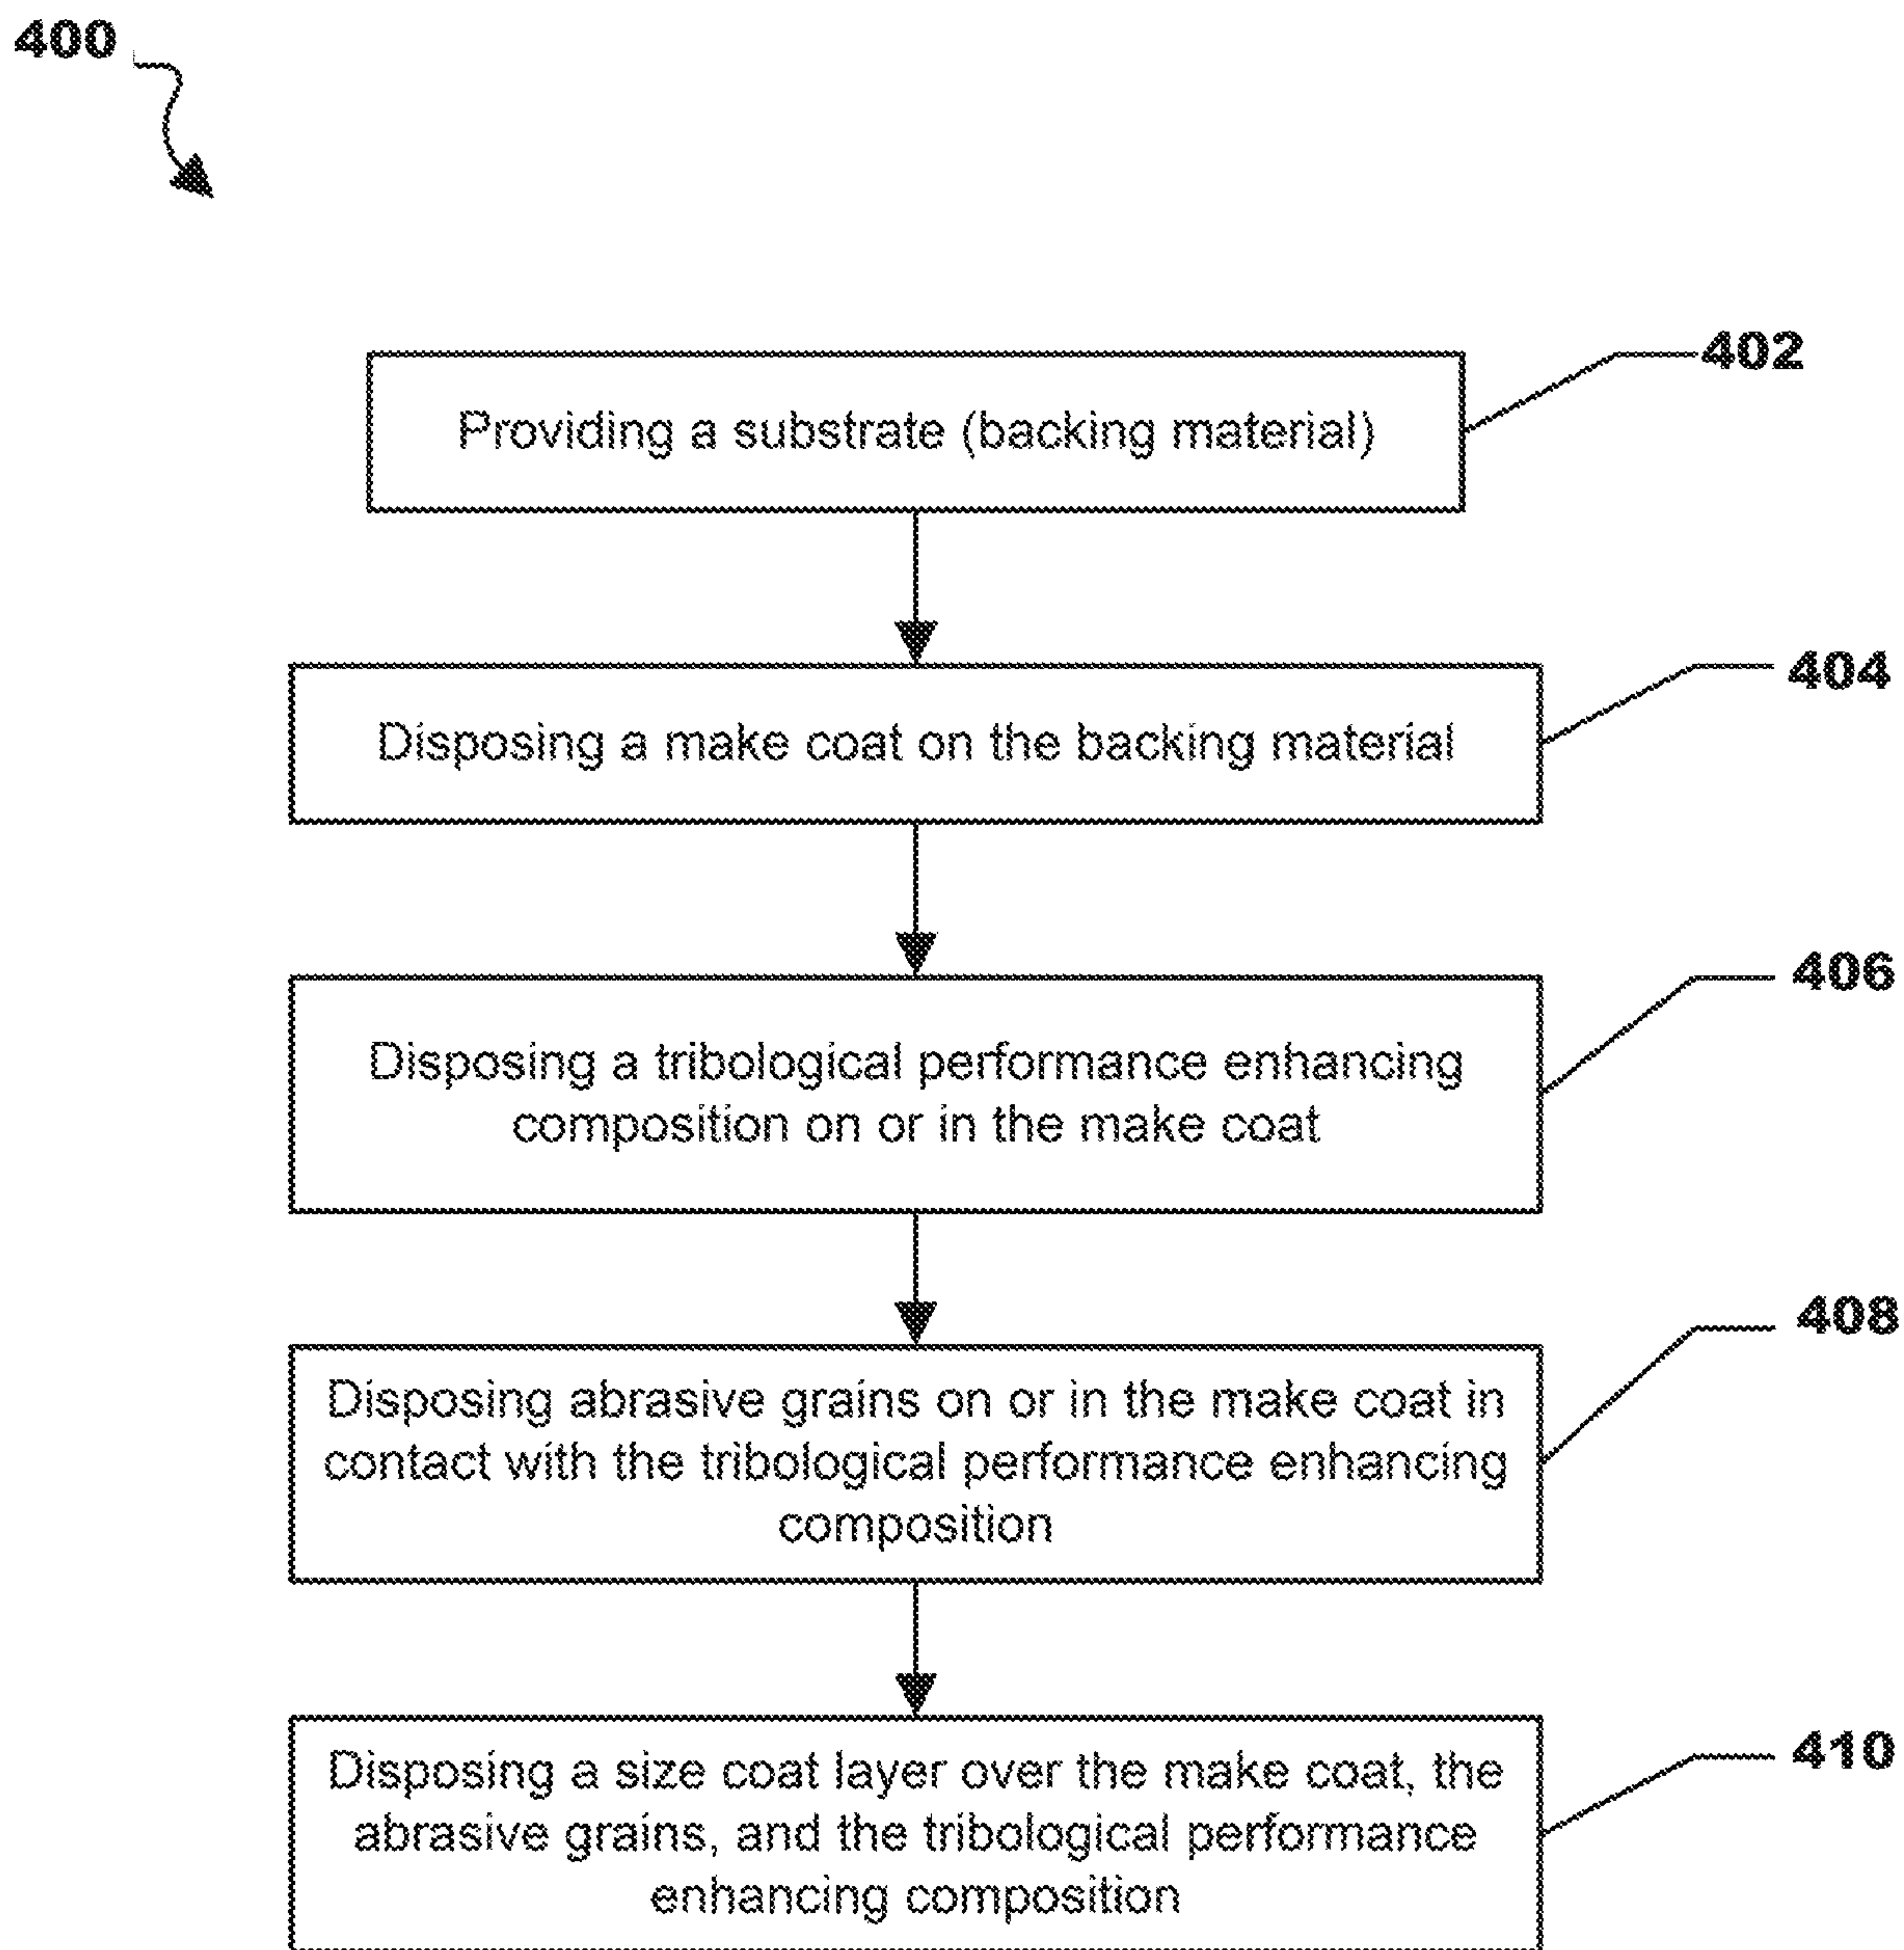 400
402
Providing a substrate (backing material)
404
Disposing a make coat on the backing material
406
Disposing a tribological performance enhancing
composition on or in the make coat
408
Disposing abrasive grains on or in the make coat in
contact with the tribological performance enhancing
composition
410
Disposing a size coat layer over the make coat, the
abrasive grains, and the tribological performance
enhancing composition